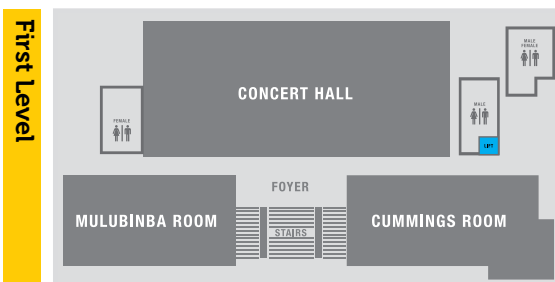 First Level
MALE
FEMALE
CONCERT HALL
MALE
FEMALE
LIFT
FOYER
MULUBINBA ROOM
STAIRS
CUMMINGS ROOM